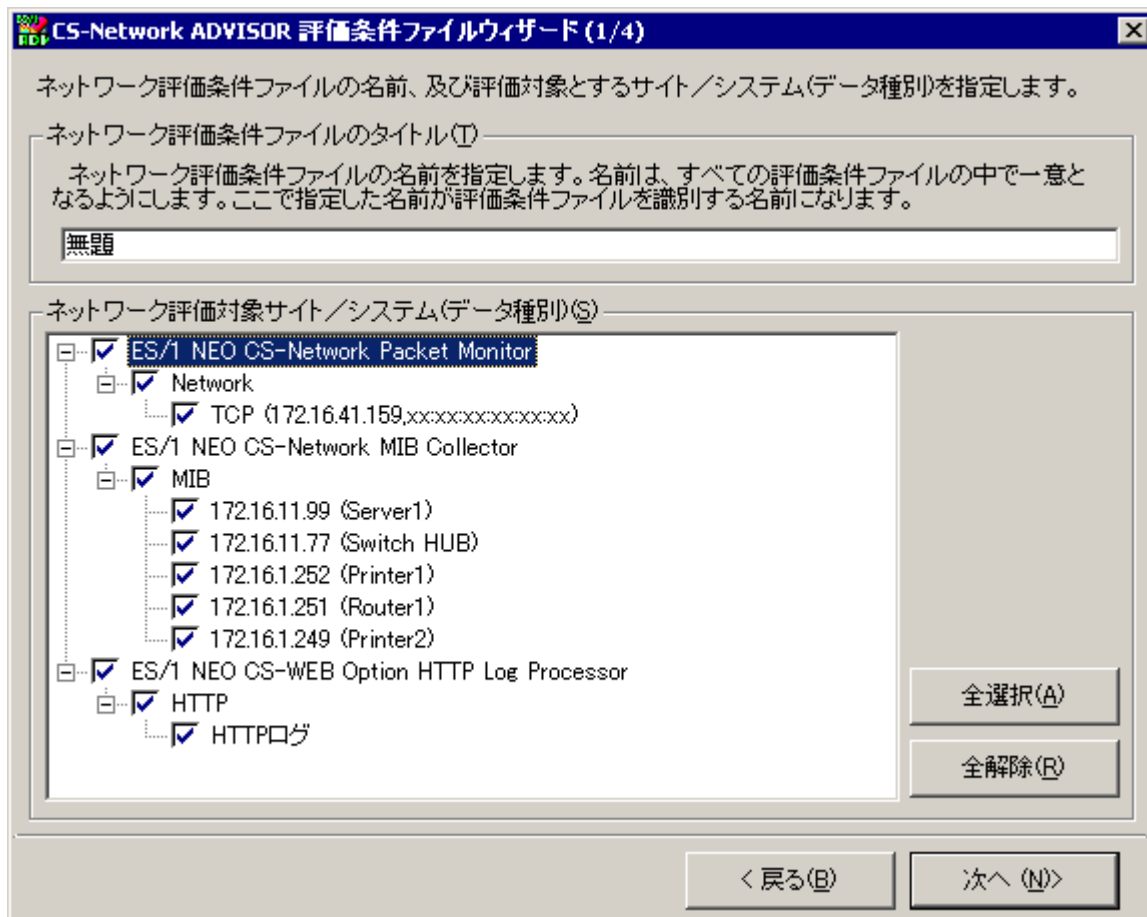 CS-Network ADVISOR 評価条件ファイルウィザード (1/4)
ネットワーク評価条件ファイルの名前、及び評価対象とするサイト／システム(データ種別)を指定します。
ネットワーク評価条件ファイルのタイトル(T)
ネットワーク評価条件ファイルの名前を指定します。名前は、すべての評価条件ファイルの中で一意と
なるようにします。ここで指定した名前が評価条件ファイルを識別する名前になります。
無題
ネットワーク評価対象サイト／システム(データ種別)(S)
ES/1 NEO CS-Network Packet Monitor
Network
TCP (172.16.41.159,xx:xx:xx:xx:xx:xx)
ES/1 NEO CS-Network MIB Collector
MIB
172.16.11.99 (Server1)
172.16.11.77 (Switch HUB)
172.16.1.252 (Printer1)
172.16.1.251 (Router1)
172.16.1.249 (Printer2)
ES/1 NEO CS-WEB Option HTTP Log Processor
HTTP
HTTPログ
全選択(A)
全解除(R)
< 戻る(B)
次へ (N)>